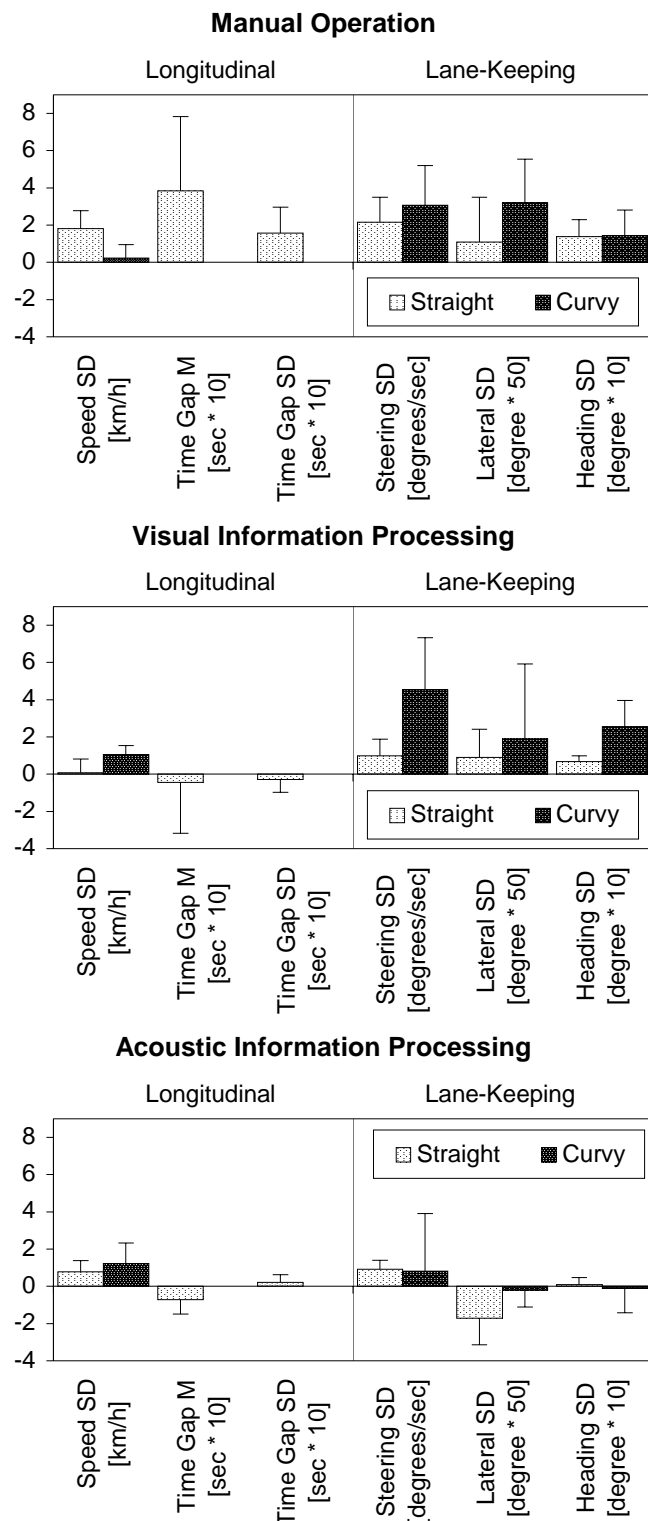 Manual Operation
Longitudinal
Lane-Keeping
8
6
4
2
0
-2
-4
Straight
Curvy
Speed SD
[km/h]
Time Gap M
[sec * 10]
Time Gap SD
[sec * 10]
Steering SD
[degrees/sec]
Lateral SD
[degree * 50]
Heading SD
[degree * 10]
Visual Information Processing
Longitudinal
Lane-Keeping
8
6
4
2
0
-2
-4
Straight
Curvy
Speed SD
[km/h]
Time Gap M
[sec * 10]
Time Gap SD
[sec * 10]
Steering SD
[degrees/sec]
Lateral SD
[degree * 50]
Heading SD
[degree * 10]
Acoustic Information Processing
Longitudinal
Lane-Keeping
8
6
4
2
0
-2
-4
Straight
Curvy
Speed SD
[km/h]
Time Gap M
[sec * 10]
Time Gap SD
[sec * 10]
Steering SD
[degrees/sec]
Lateral SD
[degree * 50]
Heading SD
[degree * 10]